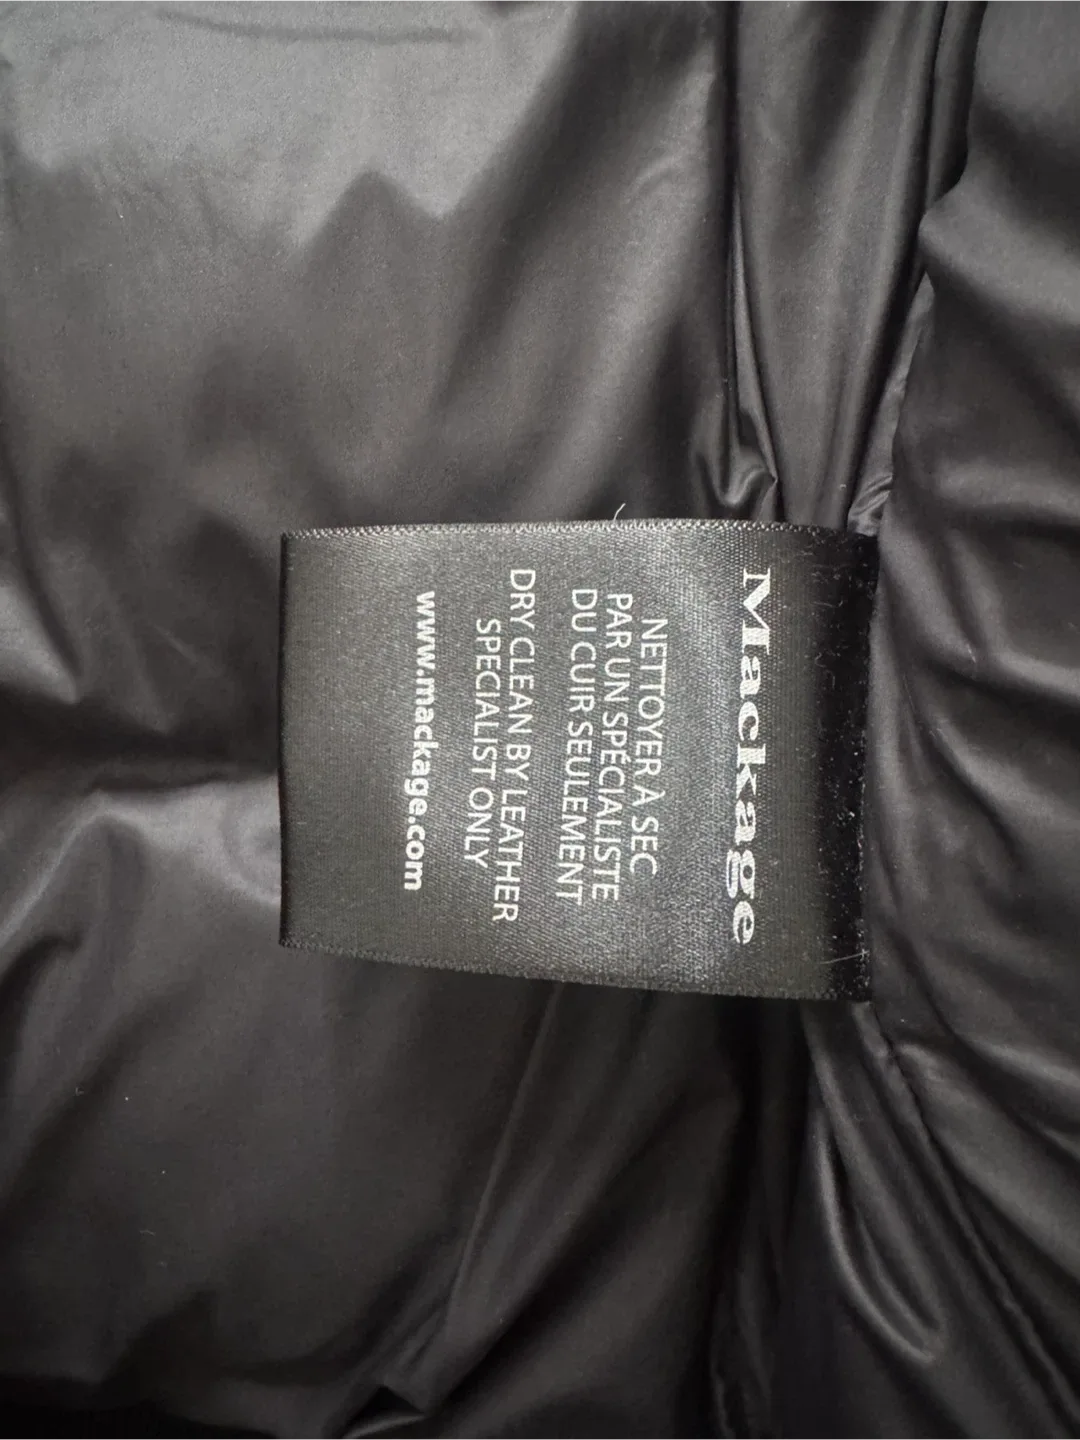 Mackage
NETTOYER À SEC
PAR UN SPÉCIALISTE
DU CUIR SEULEMENT
DRY CLEAN BY LEATHER
SPECIALIST ONLY
www.mackage.com